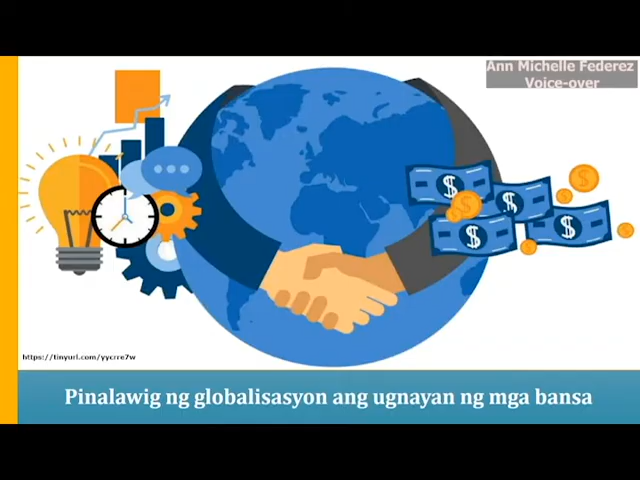 Ann Michelle Federez
Voice-over
https://tinyurl.com/yycrre7w
Pinalawig ng globalisasyon ang ugnayan ng mga bansa